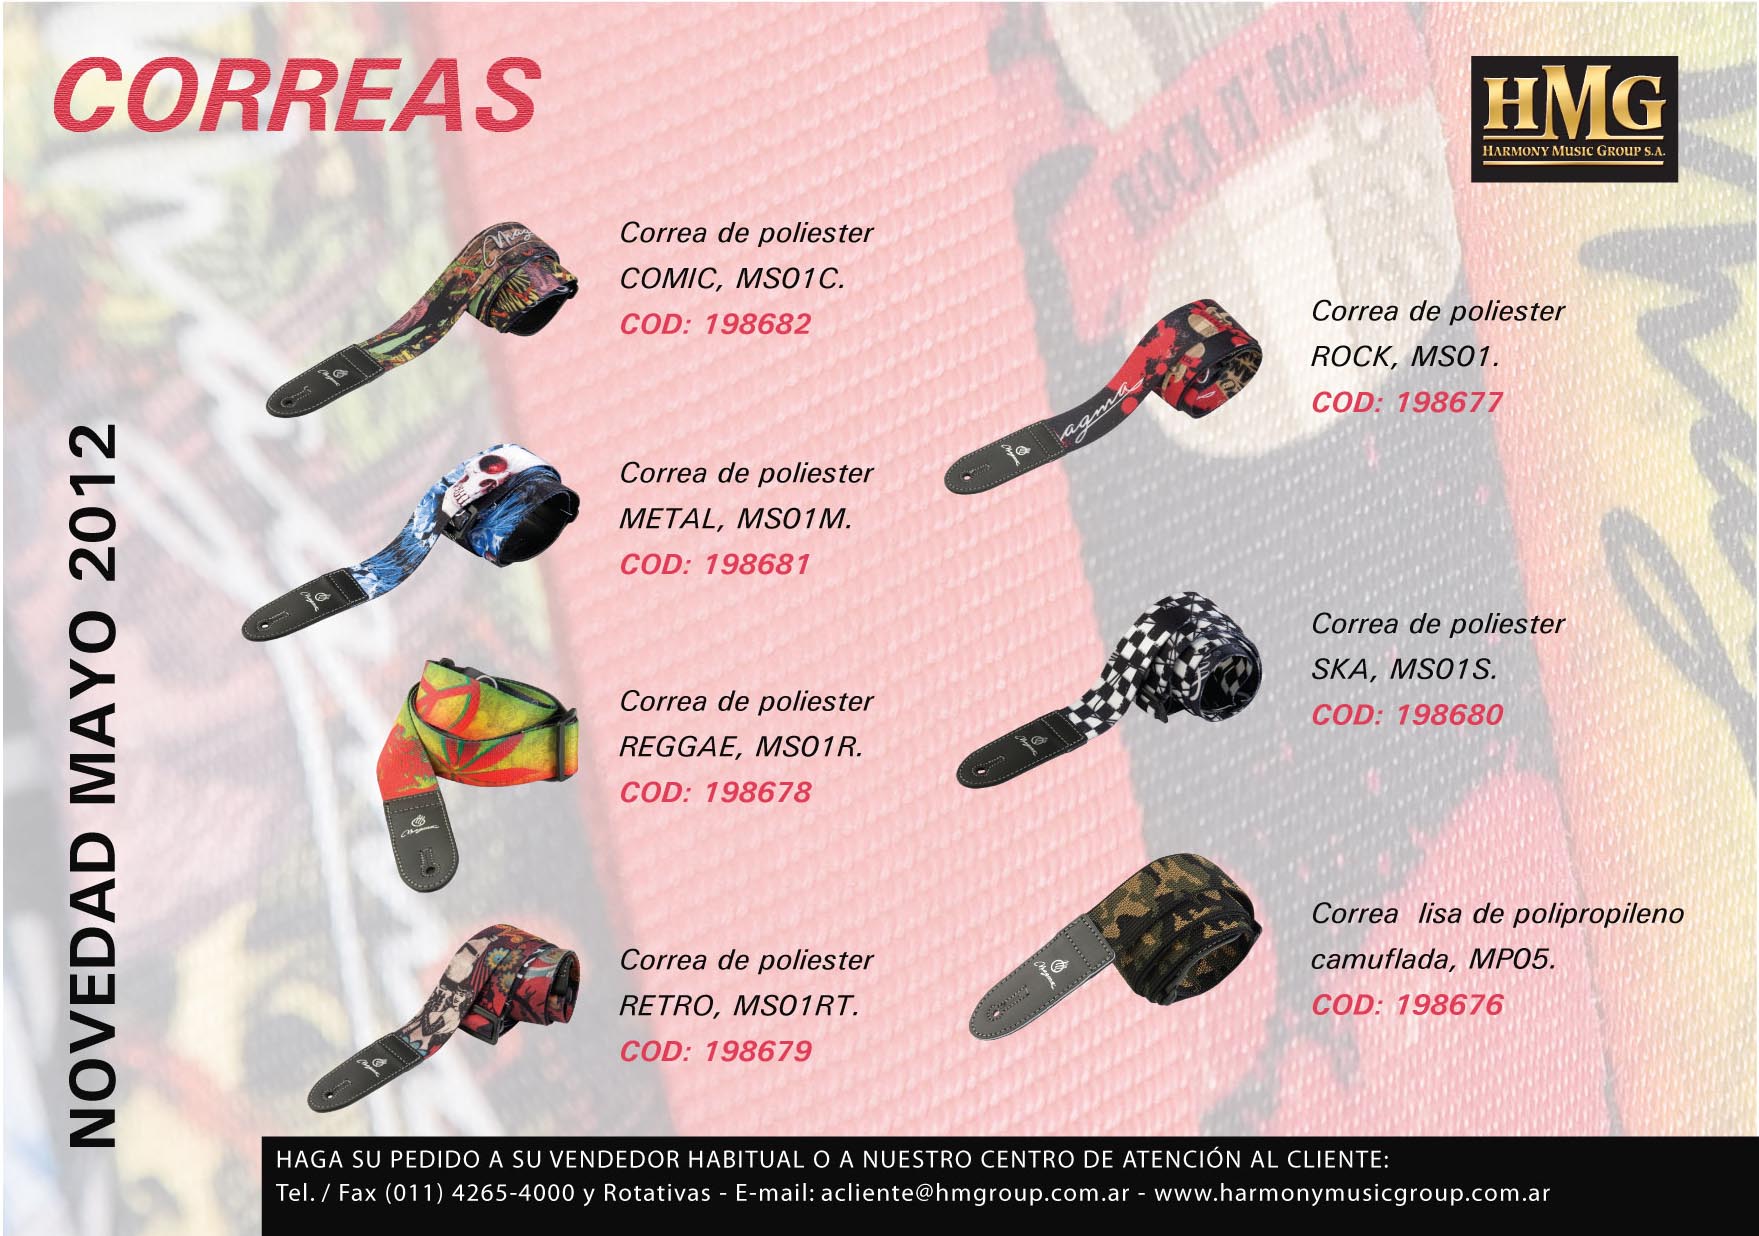 CORREAS
HMG
HARMONY MUSIC GROUP S.A.
ROCK N' ROLL
NOVEDAD MAYO 2012
Correa de poliester
COMIC, MS01C.
COD: 198682
Correa de poliester
METAL, MS01M.
COD: 198681
Correa de poliester
REGGAE, MS01R.
COD: 198678
Correa de poliester
RETRO, MS01RT.
COD: 198679
Correa de poliester
ROCK, MS01.
COD: 198677
agma
Correa de poliester
SKA, MS01S.
COD: 198680
Correa lisa de polipropileno
camuflada, MP05.
COD: 198676
HAGA SU PEDIDO A SU VENDEDOR HABITUAL O A NUESTRO CENTRO DE ATENCIÓN AL CLIENTE:
Tel. / Fax (011) 4265-4000 y Rotativas - E-mail: acliente@hmgroup.com.ar - www.harmonymusicgroup.com.ar